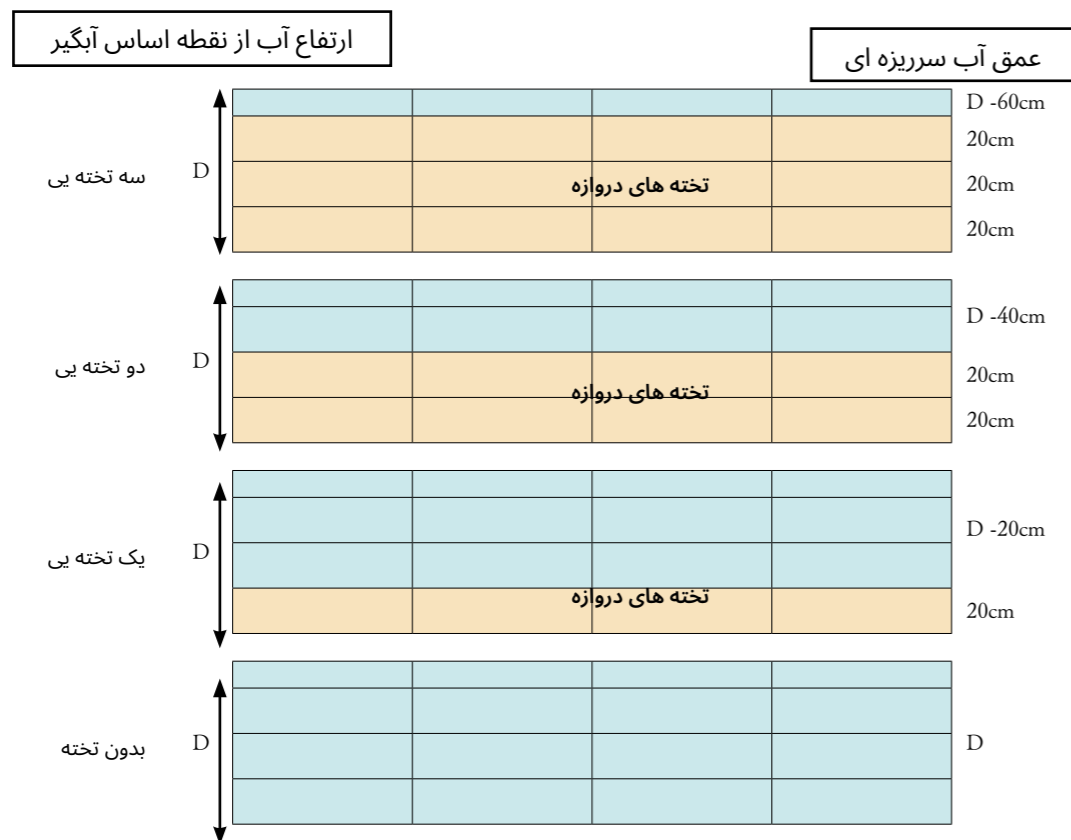 ارتفاع آب از نقطه اساس آبگیر
عمق آب سرریزه ای
D -60cm
20cm
سه تخته یی
D
تخته های دروازه
20cm
20cm
D -40cm
دو تخته یی
D
20cm
تخته های دروازه
20cm
D -20cm
یک تخته یی
D
تخته های دروازه
20cm
بدون تخته
D
D